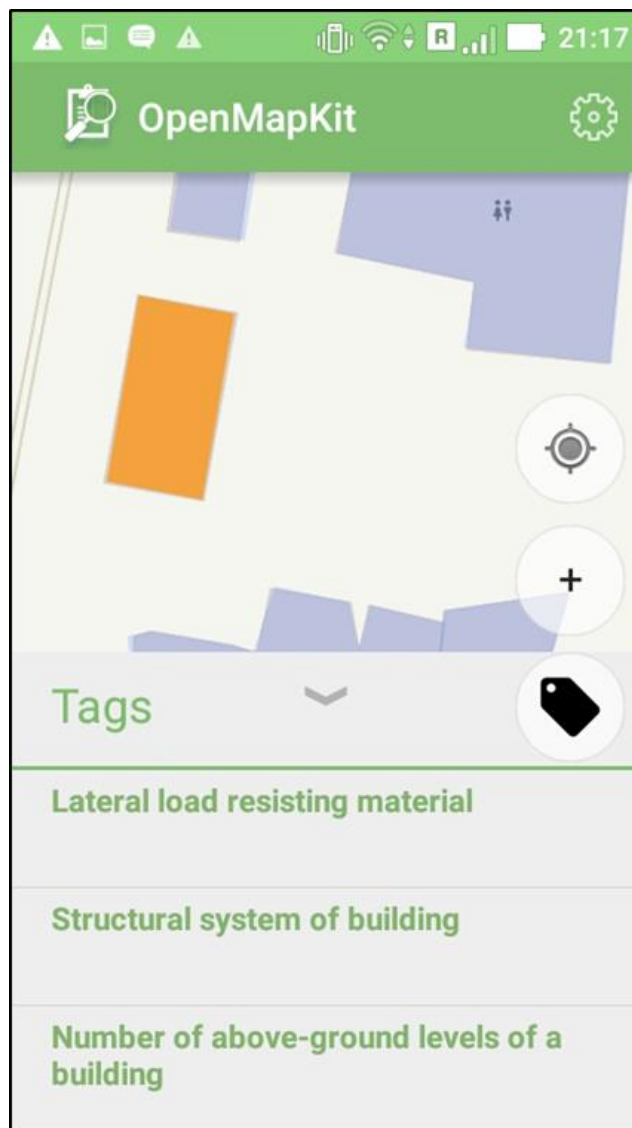 R 21:17
OpenMapKit
Tags
Lateral load resisting material
Structural system of building
Number of above-ground levels of a
building